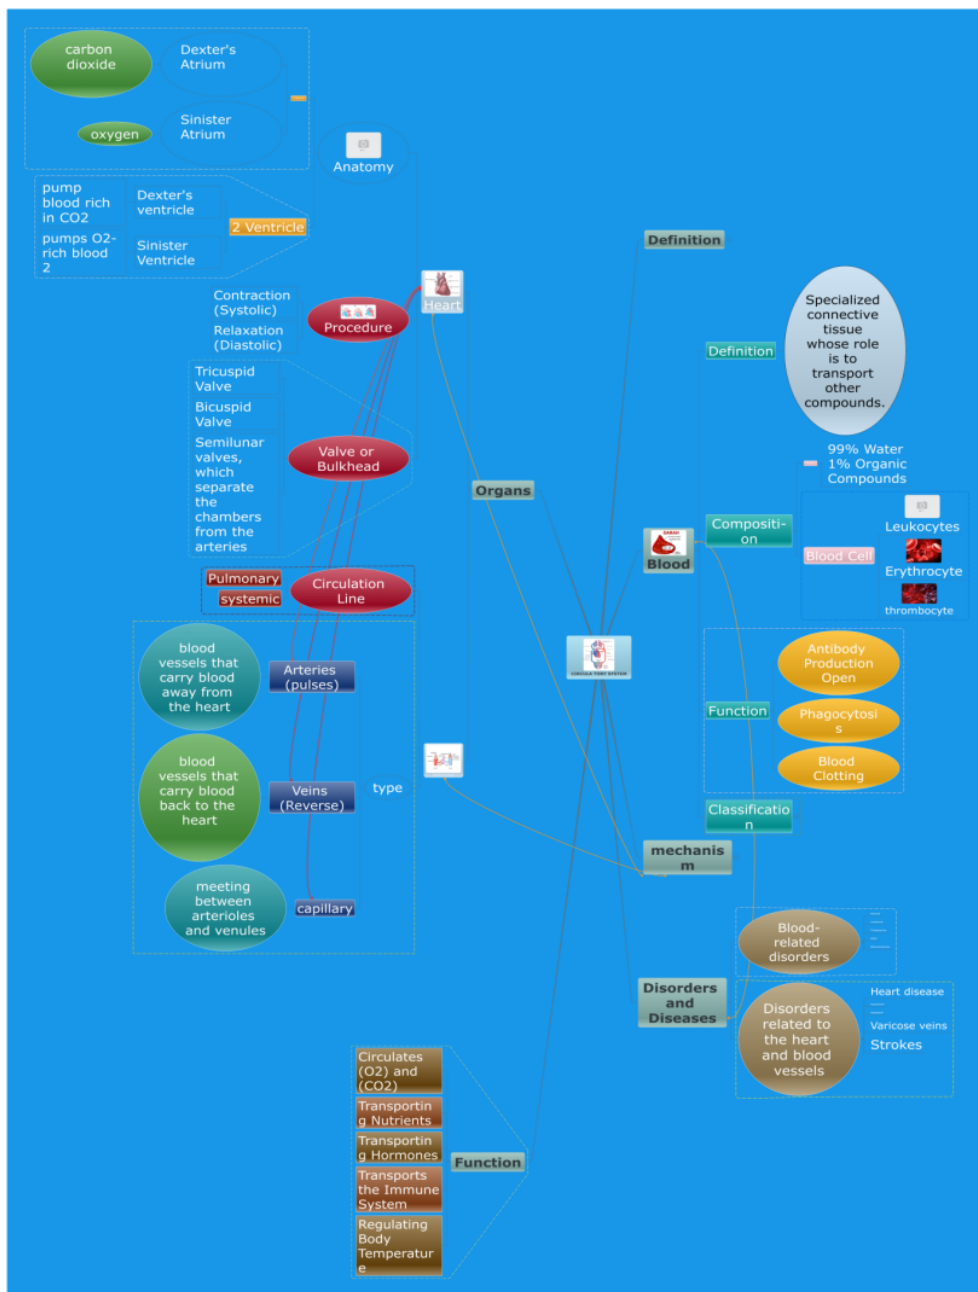 carbon
dioxide
Dexter's
Atrium
oxygen
Sinister
Atrium
Anatomy
pump
blood rich
in CO2
Dexter's
ventricle
pumps O2-
rich blood
2
Sinister
Ventricle
2 Ventricle
Heart
Contraction
(Systolic)
Relaxation
(Diastolic)
Procedure
Tricuspid
Valve
Bicuspid
Valve
Semilunar
valves,
which
separate
the
chambers
from the
arteries
Valve or
Bulkhead
Organs
Pulmonary
systemic
Circulation
Line
blood
vessels that
carry blood
away from
the heart
Arteries
(pulses)
blood
vessels that
carry blood
back to the
heart
Veins
(Reverse)
type
meeting
between
arterioles
and venules
capillary
CIRCULATORY SYSTEM
Definition
Definition
Specialized
connective
tissue
whose role
is to
transport
other
compounds.
Blood
Compositi-
on
99% Water
1% Organic
Compounds
Blood Cell
Leukocytes
Erythrocyte
thrombocyte
Function
Antibody
Production
Open
Phagocytosi
s
Blood
Clotting
Classificatio
n
mechanis
m
Disorders
and
Diseases
Blood-
related
disorders
Disorders
related to
the heart
and blood
vessels
Heart disease
Varicose veins
Strokes
Circulates
(O2) and
(CO2)
Transportin
g Nutrients
Transportin
g Hormones
Transports
the Immune
System
Regulating
Body
Temperatur
e
Function